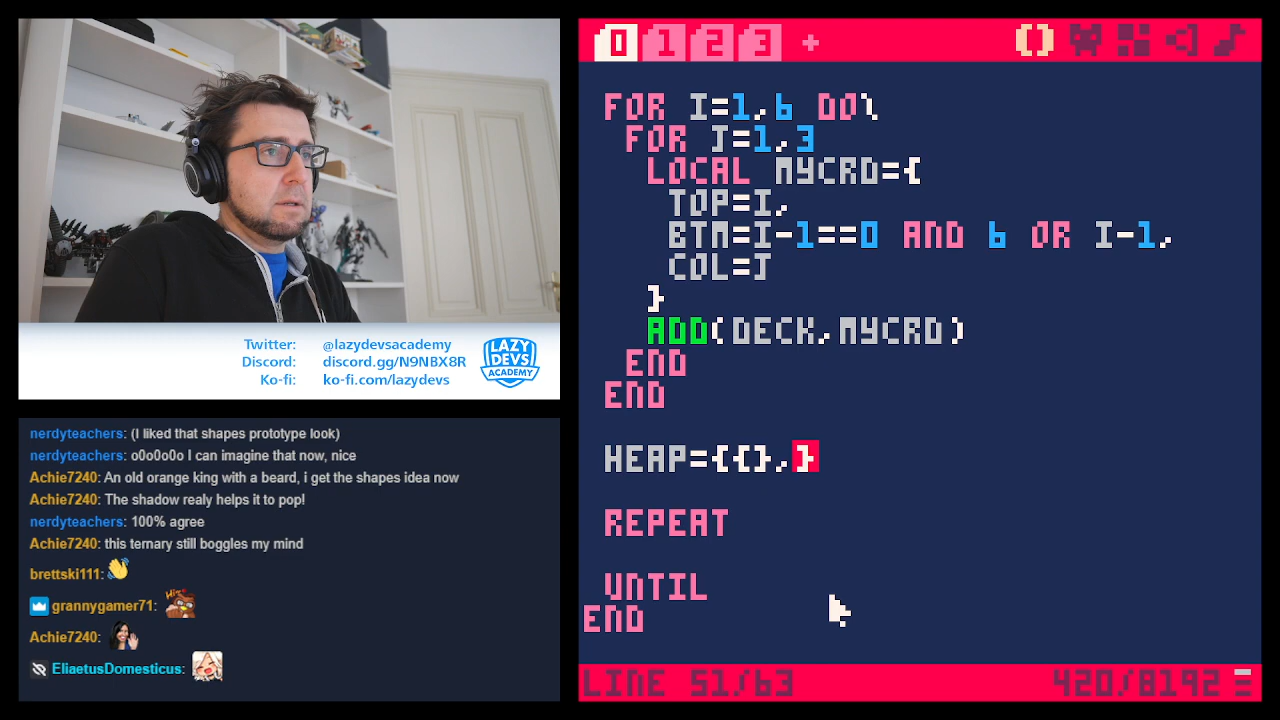 0 1 2 3 +
FOR I=1,6 DO\
FOR J=1,3
LOCAL MYCRD={
TOP=I,
BTM=I-1==0 AND 6 OR I-1,
COL=J
}
ADD(DECK,MYCRD)
END
END
HEAP={{},}
REPEAT
UNTIL
END
LINE 51/63 420/8192
Twitter: @lazydevsacademy
Discord: discord.gg/N9NBX8R
Ko-fi: ko-fi.com/lazydevs
LAZY
DEVS
ACADEMY
nerdyteachers: (I liked that shapes prototype look)
nerdyteachers: o0o0o0o I can imagine that now, nice
Achie7240: An old orange king with a beard, i get the shapes idea now
Achie7240: The shadow realy helps it to pop!
nerdyteachers: 100% agree
Achie7240: this ternary still boggles my mind
brettski111:
grannygamer71:
Achie7240:
EliaetusDomesticus: